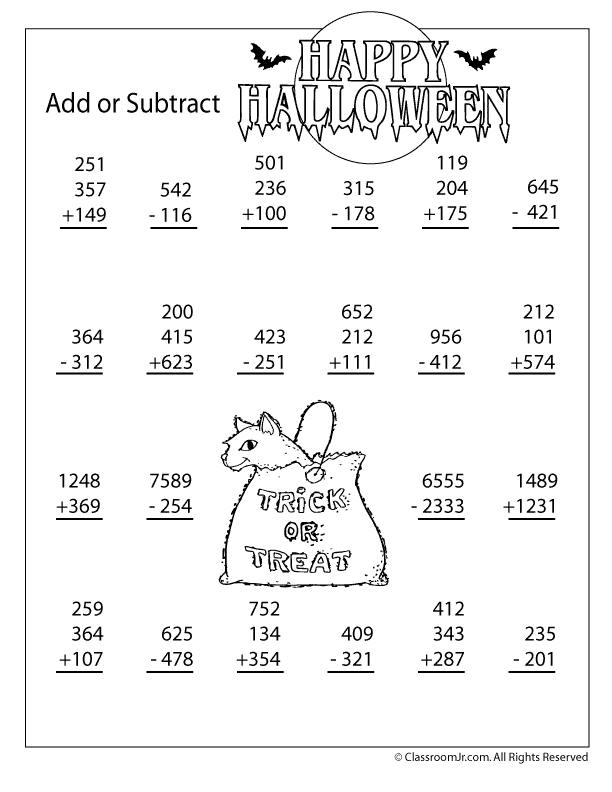 HAPPY
HALLOWEEN
Add or Subtract
251 501 119
357 542 236 315 204 645
+149 - 116 +100 - 178 +175 - 421
200 652 212
364 415 423 212 956 101
- 312 +623 - 251 +111 - 412 +574
1248 7589 6555 1489
+369 - 254 - 2333 +1231
TRiCK
OR
TREAT
259 752 412
364 625 134 409 343 235
+107 - 478 +354 - 321 +287 - 201
© ClassroomJr.com. All Rights Reserved